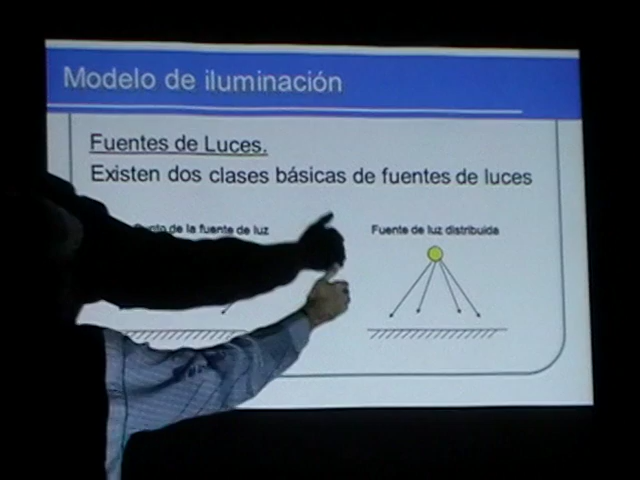 Modelo de iluminación
Fuentes de Luces.
Existen dos clases básicas de fuentes de luces
Punto de la fuente de luz
Fuente de luz distribuida